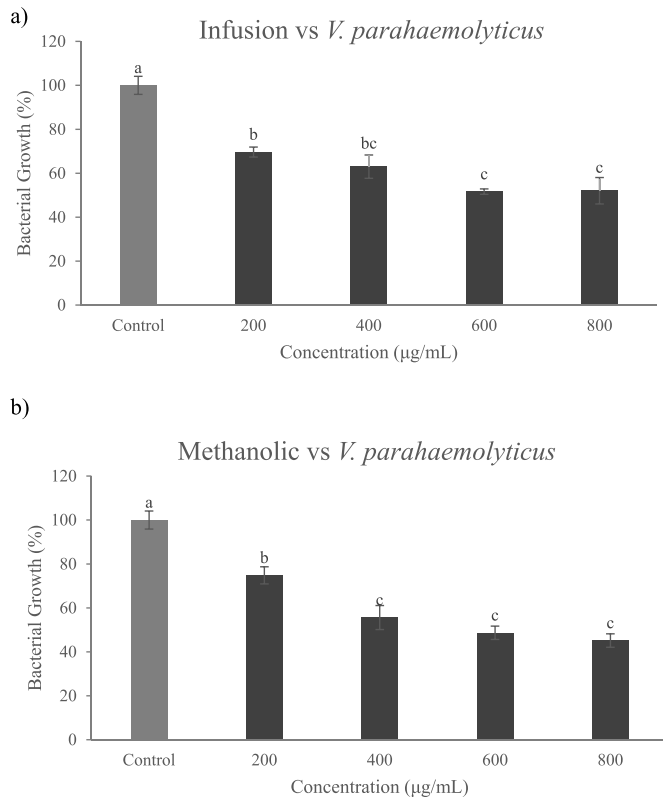 a)
Infusion vs V. parahaemolyticus
120
100
80
60
40
20
0
Bacterial Growth (%)
a
b
bc
c
c
Control 200 400 600 800
Concentration (µg/mL)
b)
Methanolic vs V. parahaemolyticus
120
100
80
60
40
20
0
Bacterial Growth (%)
a
b
c
c
c
Control 200 400 600 800
Concentration (µg/mL)